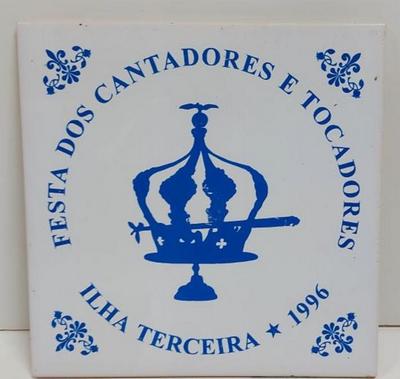 FESTA DOS CANTADORES E TOCADORES
ILHA TERCEIRA ★ 1996